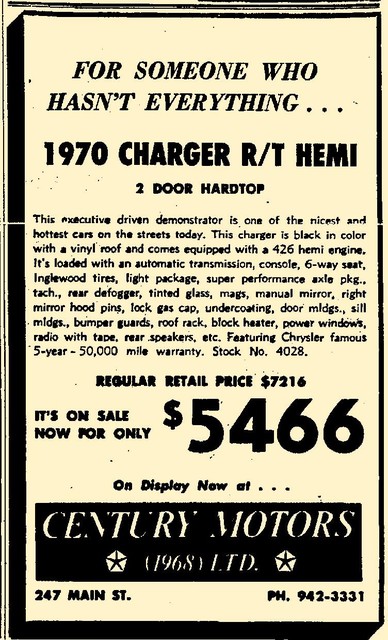 FOR SOMEONE WHO
HASN'T EVERYTHING . . .
1970 CHARGER R/T HEMI
2 DOOR HARDTOP
This executive driven demonstrator is one of the nicest and
hottest cars on the streets today. This charger is black in color
with a vinyl roof and comes equipped with a 426 hemi engine.
It's loaded with an automatic transmission, console, 6-way seat,
Inglewood tires, light package, super performance axle pkg.,
tach., rear defogger, tinted glass, mags, manual mirror, right
mirror hood pins, lock gas cap, undercoating, door mldgs., sill
mldgs., bumper guards, roof rack, block heater, power windows,
radio with tape, rear speakers, etc. Featuring Chrysler famous
5-year - 50,000 mile warranty. Stock No. 4028.
REGULAR RETAIL PRICE $7216
IT'S ON SALE
NOW FOR ONLY
$5466
On Display Now at . . .
CENTURY MOTORS
(1968) LTD.
247 MAIN ST. PH. 942-3331